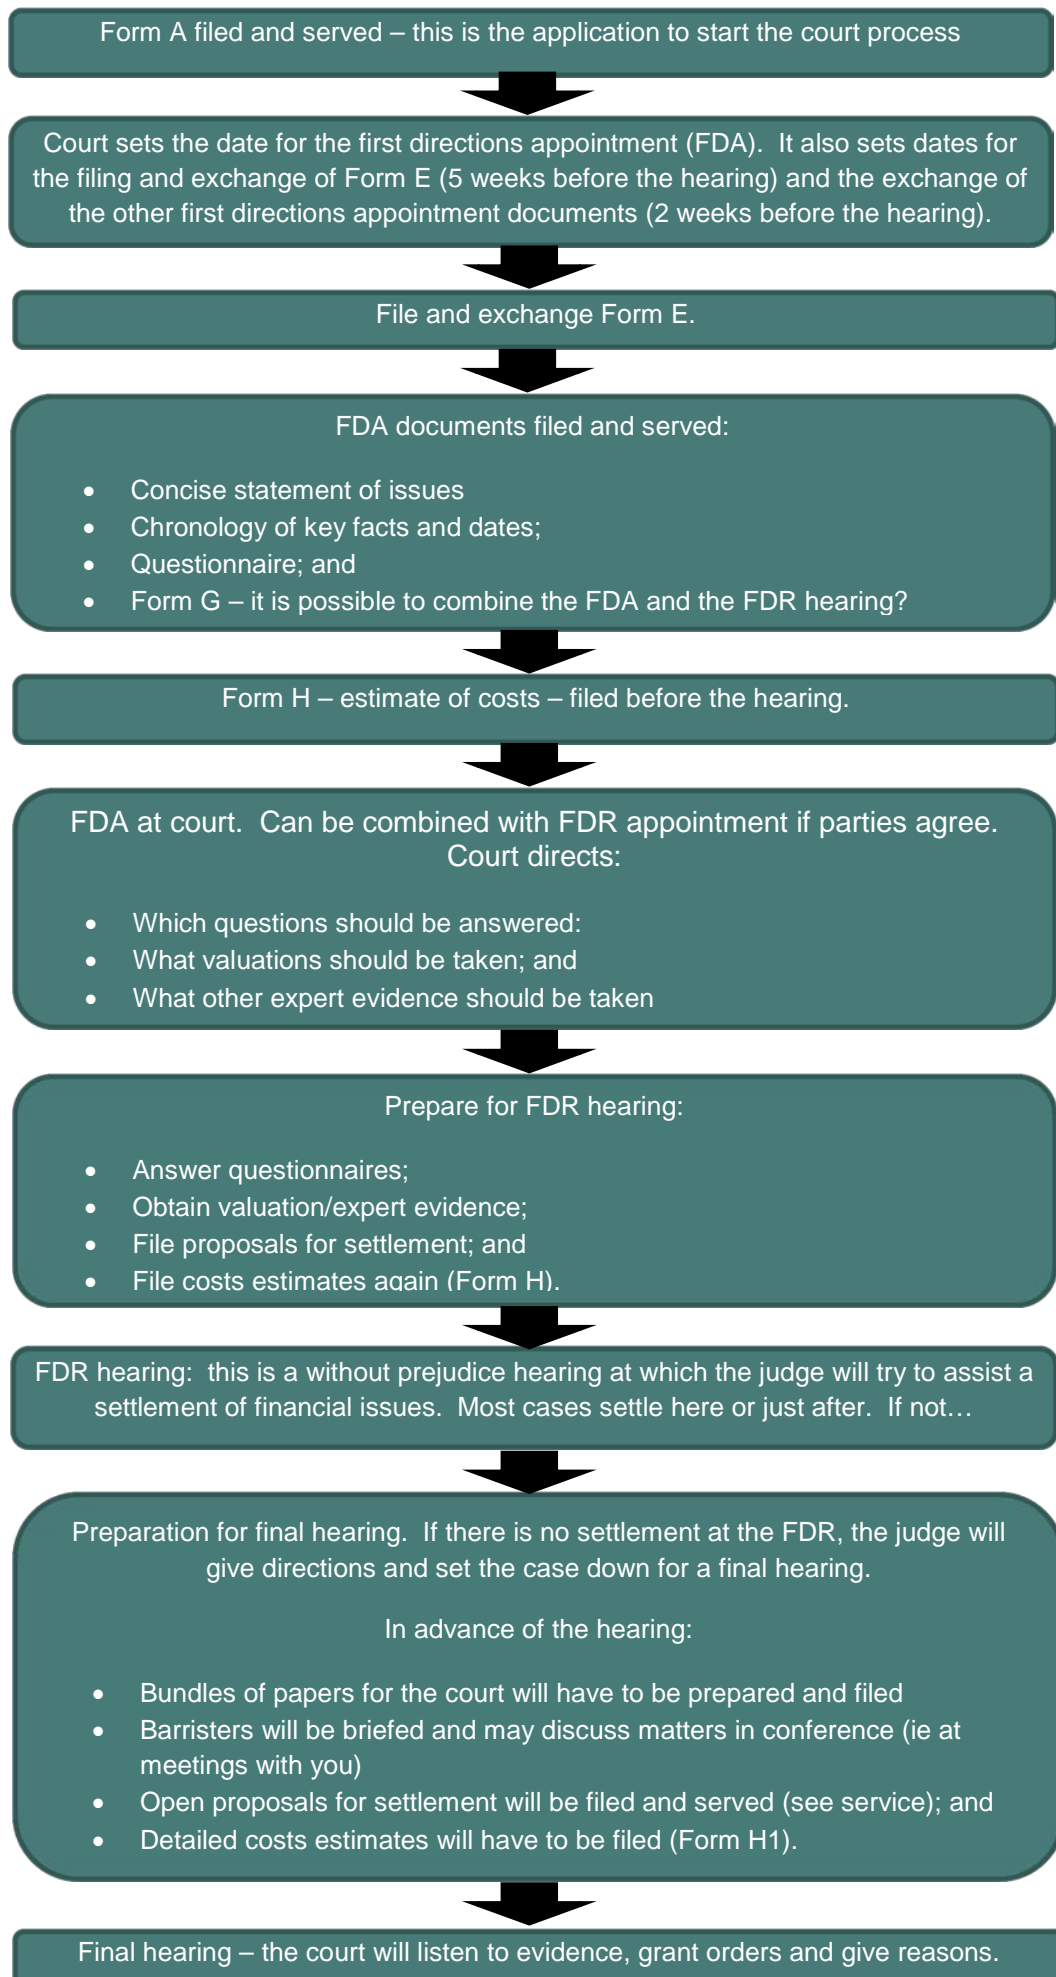 Form A filed and served – this is the application to start the court process
Court sets the date for the first directions appointment (FDA).  It also sets dates for
the filing and exchange of Form E (5 weeks before the hearing) and the exchange of
the other first directions appointment documents (2 weeks before the hearing).
File and exchange Form E.
FDA documents filed and served:
• Concise statement of issues
• Chronology of key facts and dates;
• Questionnaire; and
• Form G – it is possible to combine the FDA and the FDR hearing?
Form H – estimate of costs – filed before the hearing.
FDA at court.  Can be combined with FDR appointment if parties agree.
Court directs:
• Which questions should be answered:
• What valuations should be taken; and
• What other expert evidence should be taken
Prepare for FDR hearing:
• Answer questionnaires;
• Obtain valuation/expert evidence;
• File proposals for settlement; and
• File costs estimates again (Form H).
FDR hearing:  this is a without prejudice hearing at which the judge will try to assist a
settlement of financial issues.  Most cases settle here or just after.  If not…
Preparation for final hearing.  If there is no settlement at the FDR, the judge will
give directions and set the case down for a final hearing.
In advance of the hearing:
• Bundles of papers for the court will have to be prepared and filed
• Barristers will be briefed and may discuss matters in conference (ie at
meetings with you)
• Open proposals for settlement will be filed and served (see service); and
• Detailed costs estimates will have to be filed (Form H1).
Final hearing – the court will listen to evidence, grant orders and give reasons.